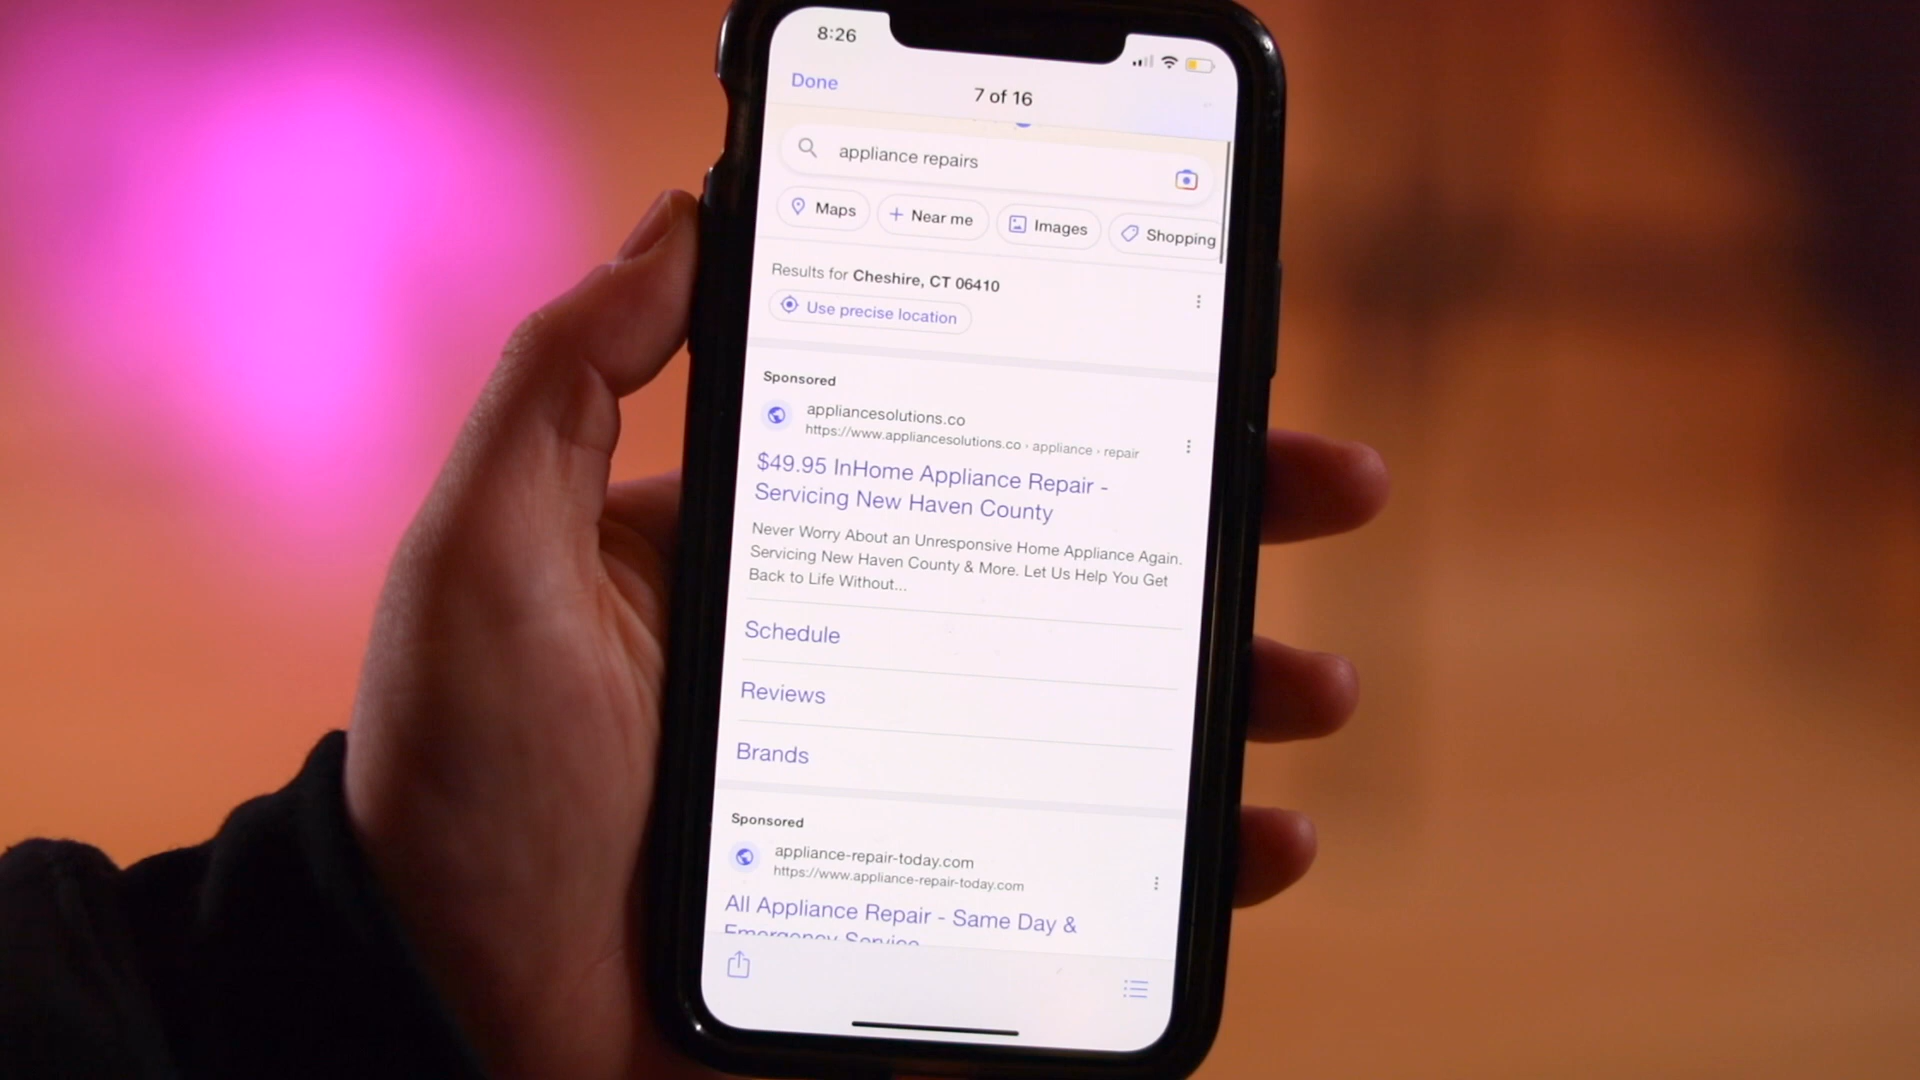 8:26
Done
7 of 16
appliance repairs
Maps
Near me
Images
Shopping
Results for Cheshire, CT 06410
Use precise location
Sponsored
appliancesolutions.co
https://www.appliancesolutions.co › appliance › repair
$49.95 InHome Appliance Repair -
Servicing New Haven County
Never Worry About an Unresponsive Home Appliance Again.
Servicing New Haven County & More. Let Us Help You Get
Back to Life Without...
Schedule
Reviews
Brands
Sponsored
appliance-repair-today.com
https://www.appliance-repair-today.com
All Appliance Repair - Same Day &
Emergency Service